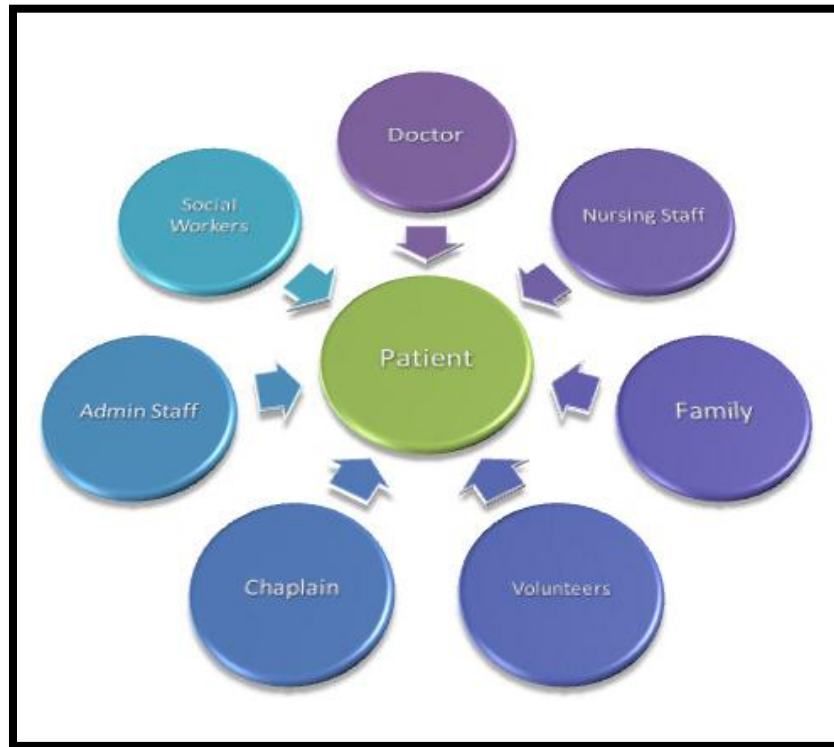 Doctor
Nursing Staff
Family
Volunteers
Chaplain
Admin Staff
Social
Workers
Patient